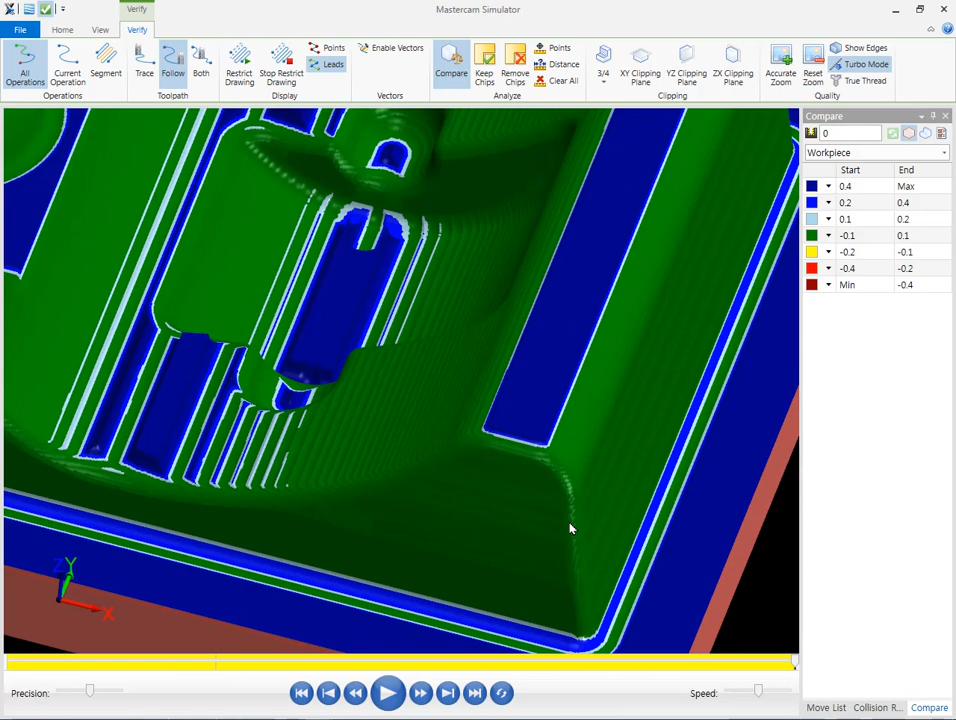 Verify
Mastercam Simulator
File Home View Verify
All Operations
Current Operation
Segment
Operations
Trace
Follow
Both
Toolpath
Restrict Drawing
Stop Restrict Drawing
Points
Leads
Display
Enable Vectors
Vectors
Compare
Keep Chips
Remove Chips
Points
Distance
Clear All
Analyze
3/4
XY Clipping Plane
YZ Clipping Plane
ZX Clipping Plane
Clipping
Accurate Zoom
Reset Zoom
Show Edges
Turbo Mode
True Thread
Quality
Compare
0
Workpiece
Start End
0.4 Max
0.2 0.4
0.1 0.2
-0.1 0.1
-0.2 -0.1
-0.4 -0.2
Min -0.4
Z Y
X
Precision:
Speed:
Move List Collision R... Compare